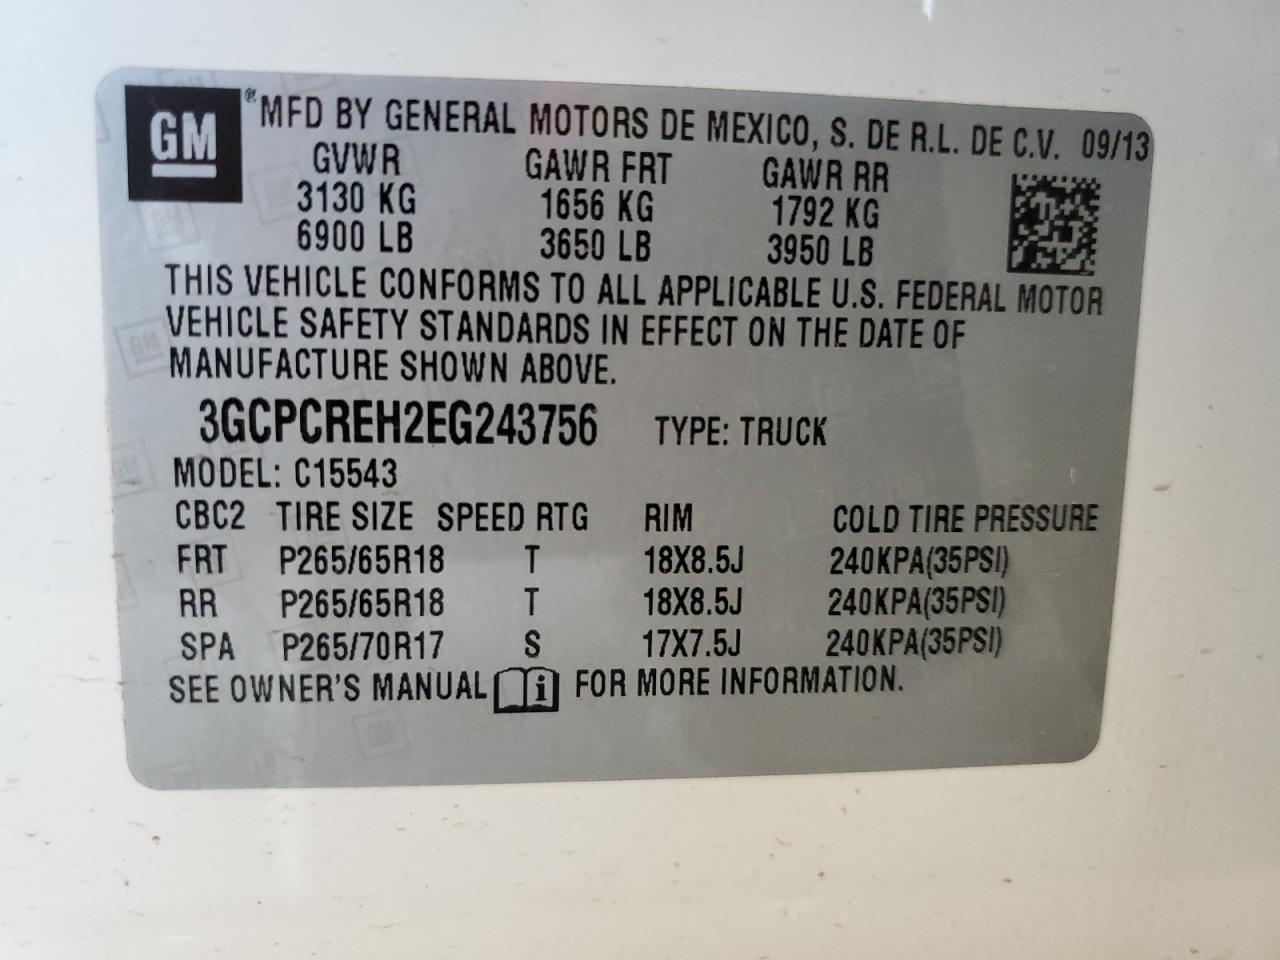 GM ® MFD BY GENERAL MOTORS DE MEXICO, S. DE R.L. DE C.V. 09/13
GVWR GAWR FRT GAWR RR
3130 KG 1656 KG 1792 KG
6900 LB 3650 LB 3950 LB
THIS VEHICLE CONFORMS TO ALL APPLICABLE U.S. FEDERAL MOTOR
VEHICLE SAFETY STANDARDS IN EFFECT ON THE DATE OF
MANUFACTURE SHOWN ABOVE.
3GCPCREH2EG243756 TYPE: TRUCK
MODEL: C15543
CBC2 TIRE SIZE SPEED RTG RIM COLD TIRE PRESSURE
FRT P265/65R18 T 18X8.5J 240KPA(35PSI)
RR P265/65R18 T 18X8.5J 240KPA(35PSI)
SPA P265/70R17 S 17X7.5J 240KPA(35PSI)
SEE OWNER'S MANUAL i FOR MORE INFORMATION.